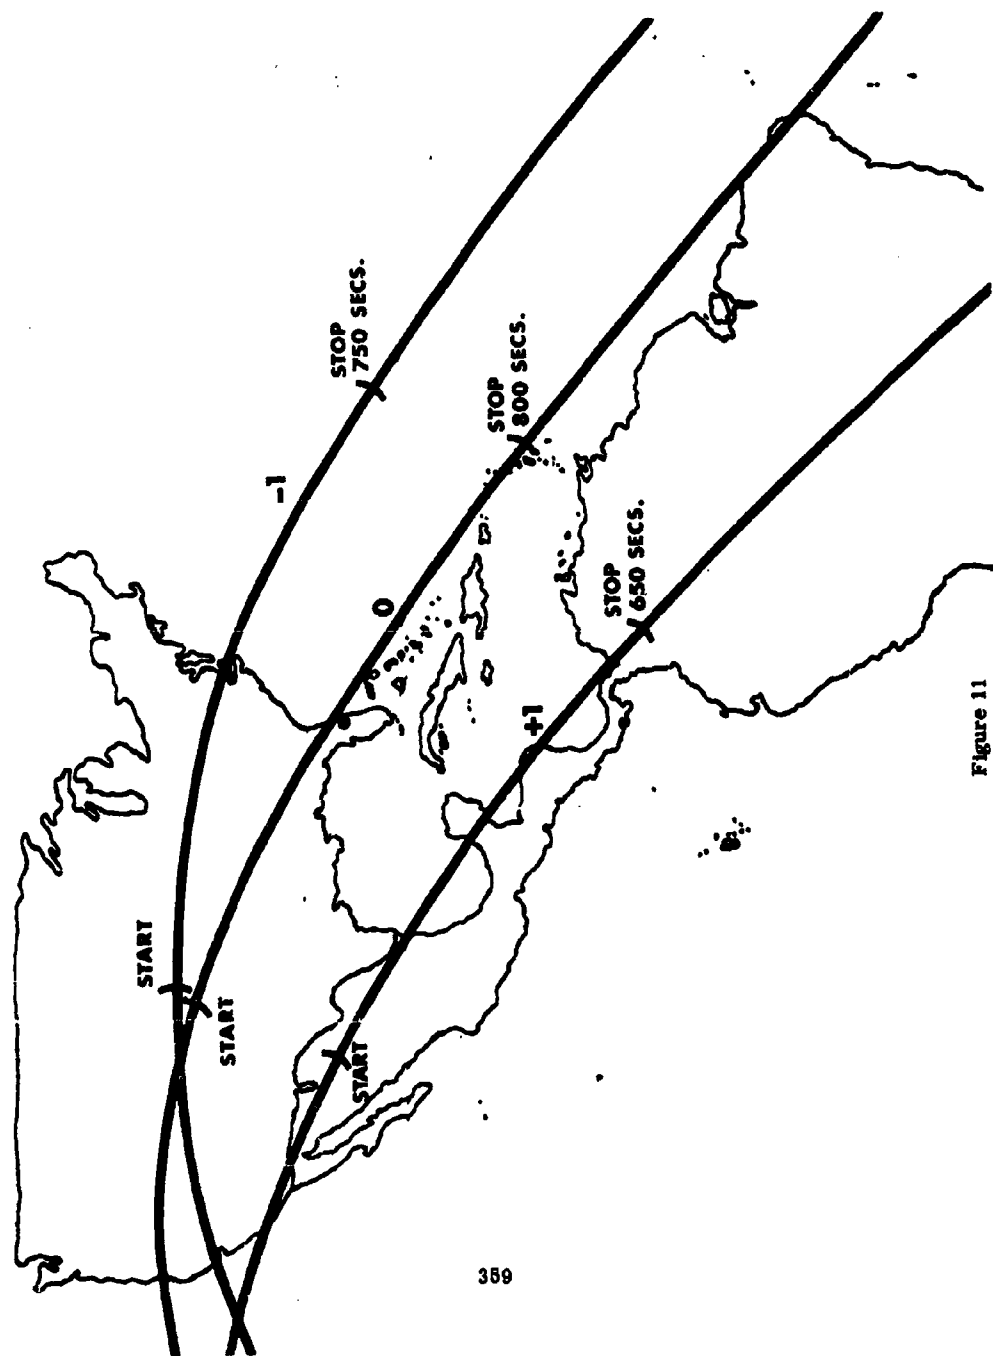 STOP
750 SECS.
-1
STOP
800 SECS.
0
STOP
650 SECS.
+1
START
START
START
Figure 11
359